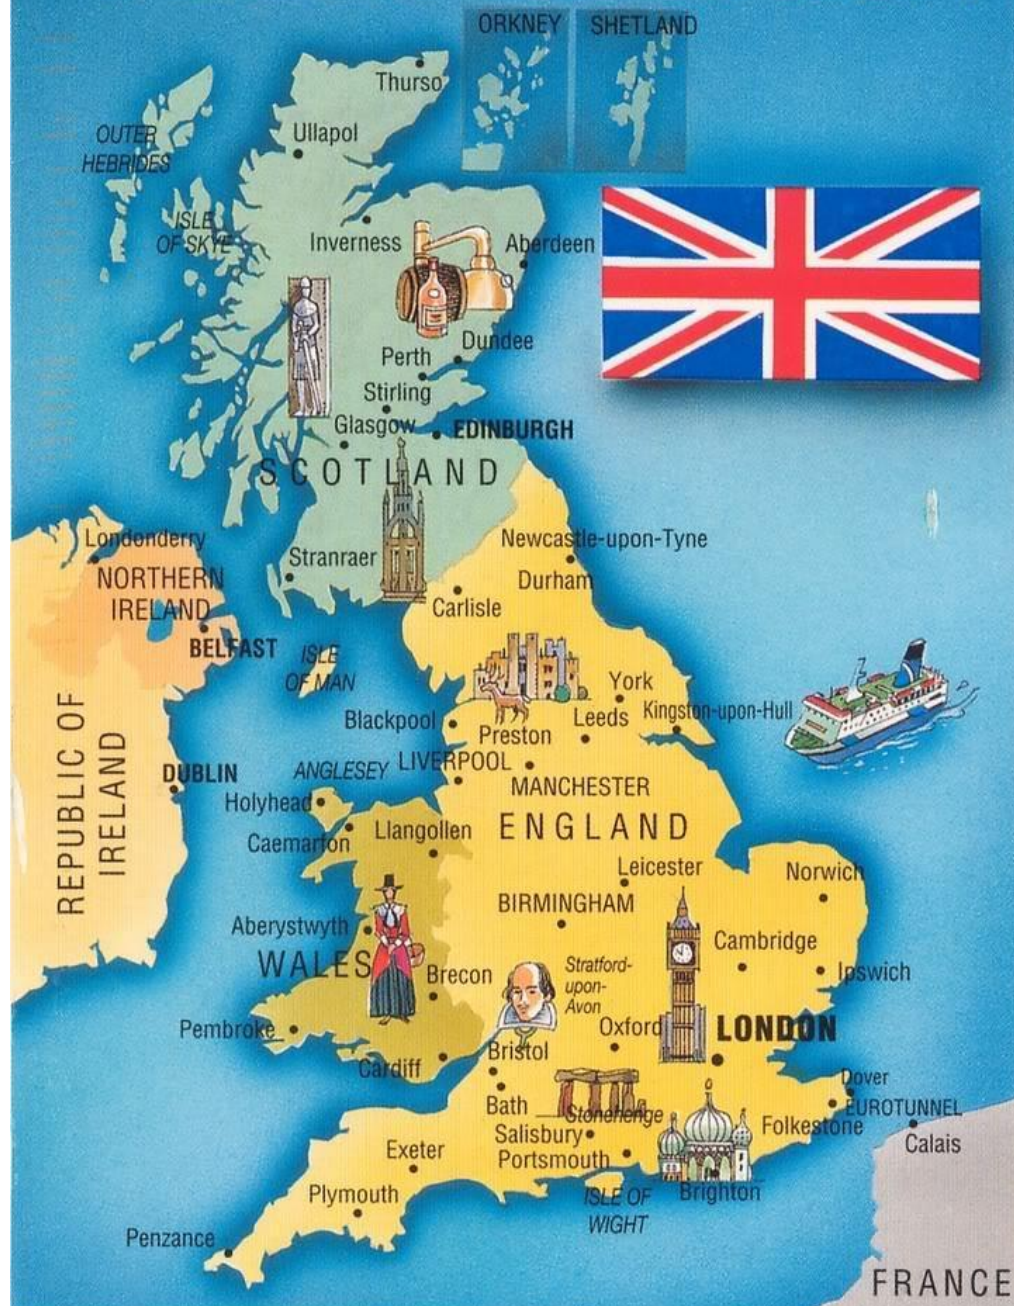 ORKNEY
SHETLAND
Thurso
OUTER
HEBRIDES
Ullapol
ISLE
OF SKYE
Inverness
Aberdeen
Dundee
Perth
Stirling
Glasgow
EDINBURGH
SCOTLAND
Londonderry
NORTHERN
IRELAND
BELFAST
Stranraer
Newcastle-upon-Tyne
Durham
Carlisle
ISLE
OF MAN
York
Blackpool
Preston
Leeds
Kingston-upon-Hull
REPUBLIC OF
IRELAND
DUBLIN
ANGLESEY
LIVERPOOL
MANCHESTER
Holyhead
Caernarfon
Llangollen
ENGLAND
Leicester
Norwich
BIRMINGHAM
Aberystwyth
WALES
Brecon
Stratford-
upon-
Avon
Cambridge
Ipswich
Pembroke
Oxford
LONDON
Cardiff
Bristol
Bath
Stonehenge
Dover
EUROTUNNEL
Folkestone
Calais
Salisbury
Portsmouth
Exeter
Brighton
Plymouth
ISLE OF
WIGHT
Penzance
FRANCE